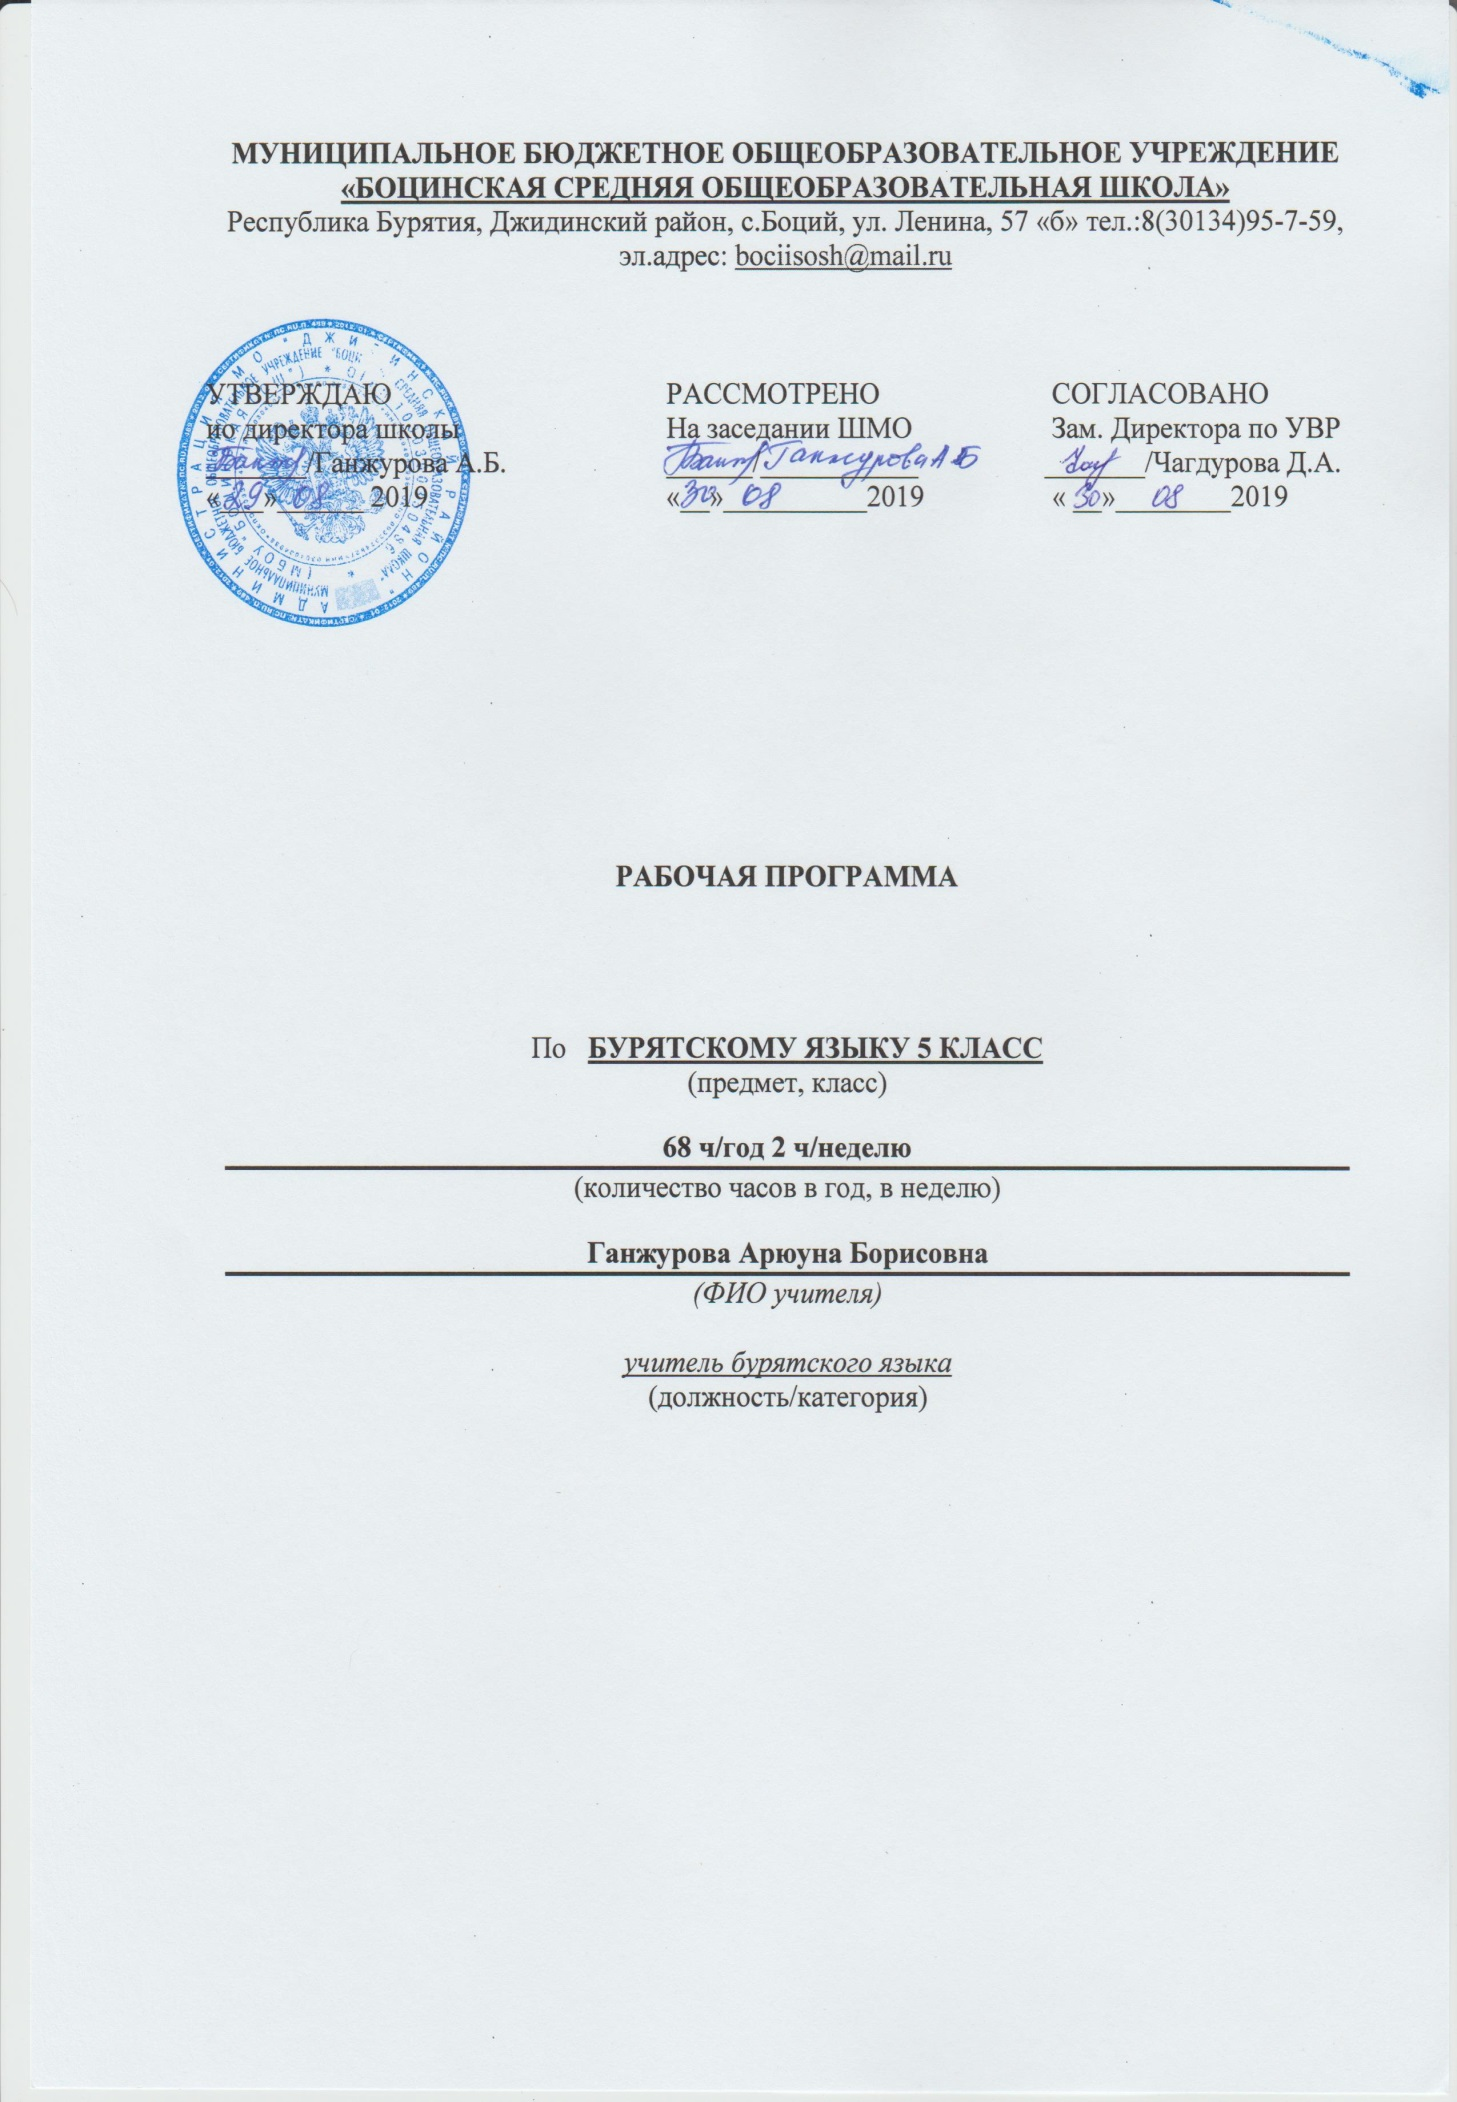 МУНИЦИПАЛЬНОЕ БЮДЖЕТНОЕ ОБЩЕОБРАЗОВАТЕЛЬНОЕ УЧРЕЖДЕНИЕ
«БОЦИНСКАЯ СРЕДНЯЯ ОБЩЕОБРАЗОВАТЕЛЬНАЯ ШКОЛА»
Республика Бурятия, Джидинский район, с.Боций, ул. Ленина, 57 «б» тел.:8(30134)95-7-59,
эл.адрес: bociisosh@mail.ru
УТВЕРЖДАЮ
ио директора школы
/Ганжурова А.Б.
«29» 08 2019
РАССМОТРЕНО
На заседании ШМО
/Ганжурова А Б
«30» 08 2019
СОГЛАСОВАНО
Зам. Директора по УВР
/Чагдурова Д.А.
« 30» 08 2019
РАБОЧАЯ ПРОГРАММА
По БУРЯТСКОМУ ЯЗЫКУ 5 КЛАСС
(предмет, класс)
68 ч/год 2 ч/неделю
(количество часов в год, в неделю)
Ганжурова Арюуна Борисовна
(ФИО учителя)
учитель бурятского языка
(должность/категория)